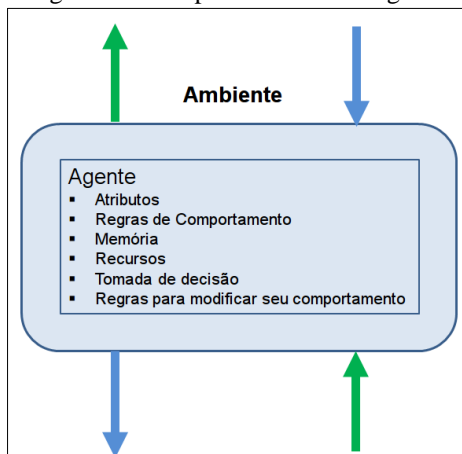 Ambiente
Agente
▪ Atributos
▪ Regras de Comportamento
▪ Memória
▪ Recursos
▪ Tomada de decisão
▪ Regras para modificar seu comportamento